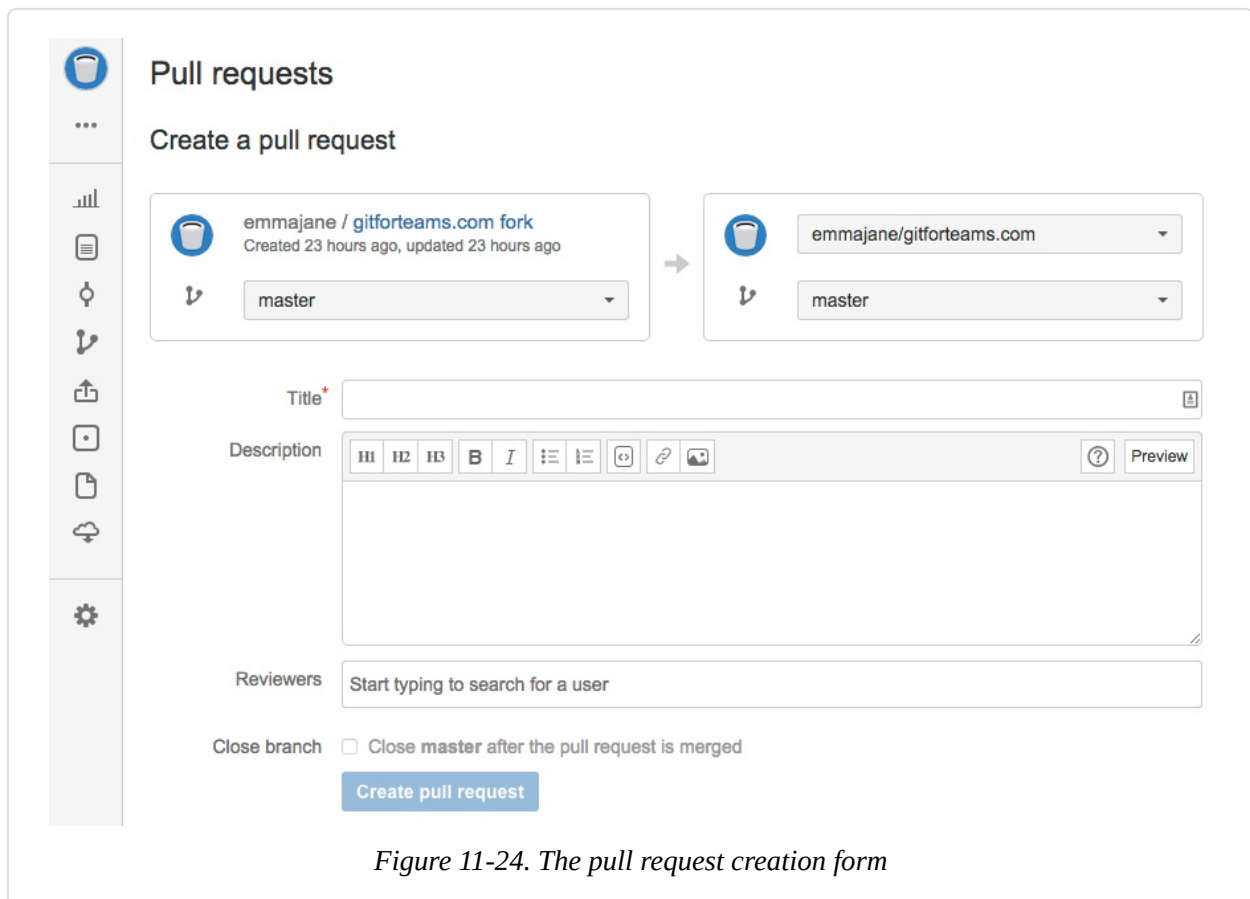 Pull requests
Create a pull request
emmajane / gitforteams.com fork
Created 23 hours ago, updated 23 hours ago
master
emmajane/gitforteams.com
master
Title*
Description
H1 H2 H3 B I
Preview
Reviewers
Start typing to search for a user
Close branch
Close master after the pull request is merged
Create pull request
Figure 11-24. The pull request creation form